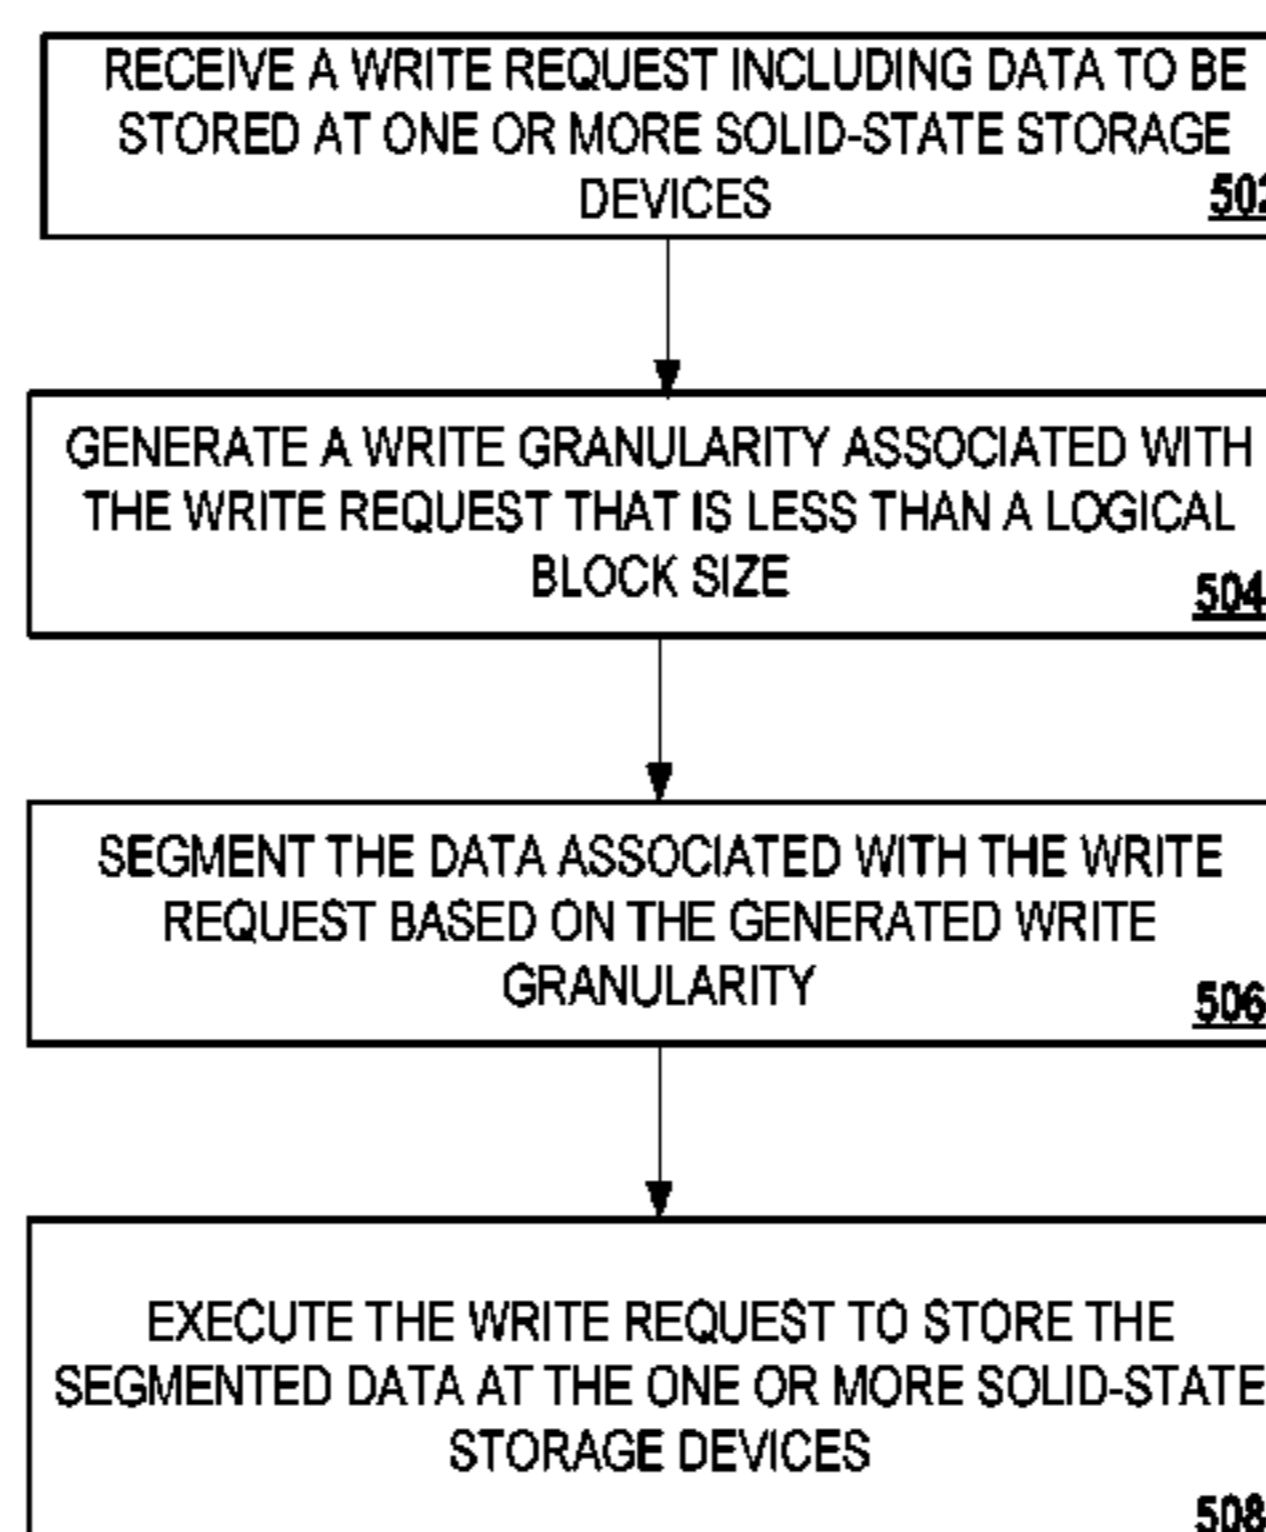 RECEIVE A WRITE REQUEST INCLUDING DATA TO BE
STORED AT ONE OR MORE SOLID-STATE STORAGE
DEVICES
502
GENERATE A WRITE GRANULARITY ASSOCIATED WITH
THE WRITE REQUEST THAT IS LESS THAN A LOGICAL
BLOCK SIZE
504
SEGMENT THE DATA ASSOCIATED WITH THE WRITE
REQUEST BASED ON THE GENERATED WRITE
GRANULARITY
506
EXECUTE THE WRITE REQUEST TO STORE THE
SEGMENTED DATA AT THE ONE OR MORE SOLID-STATE
STORAGE DEVICES
508